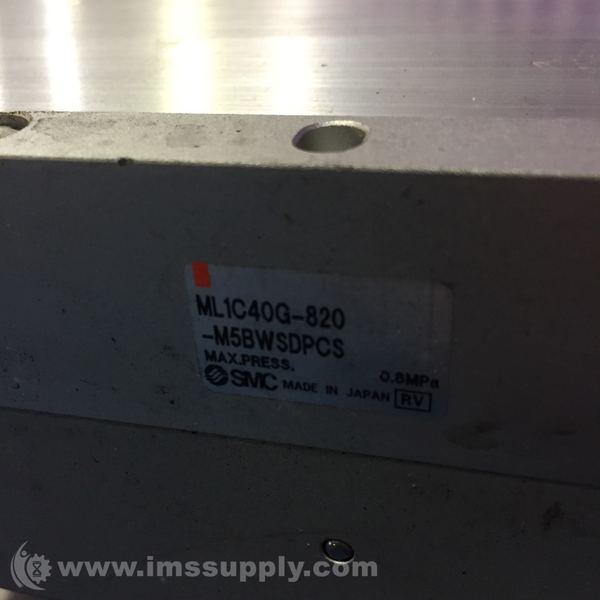 ML1C40G-820
-M5BWSDPCS
MAX.PRESS. 0.8MPa
SMC MADE IN JAPAN RV
www.imssupply.com